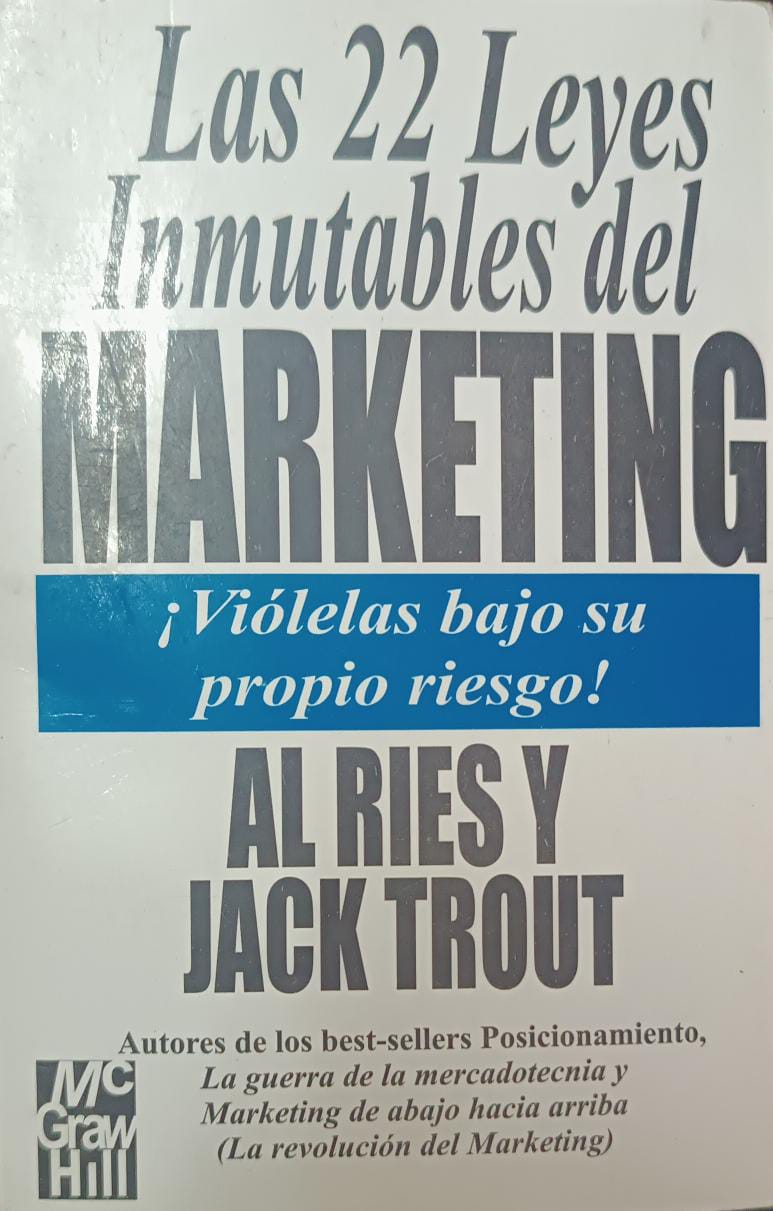 Las 22 Leyes
Inmutables del
MARKETING
¡Viólelas bajo su
propio riesgo!
AL RIES Y
JACK TROUT
Autores de los best-sellers Posicionamiento,
La guerra de la mercadotecnia y
Marketing de abajo hacia arriba
(La revolución del Marketing)
Mc
Graw
Hill